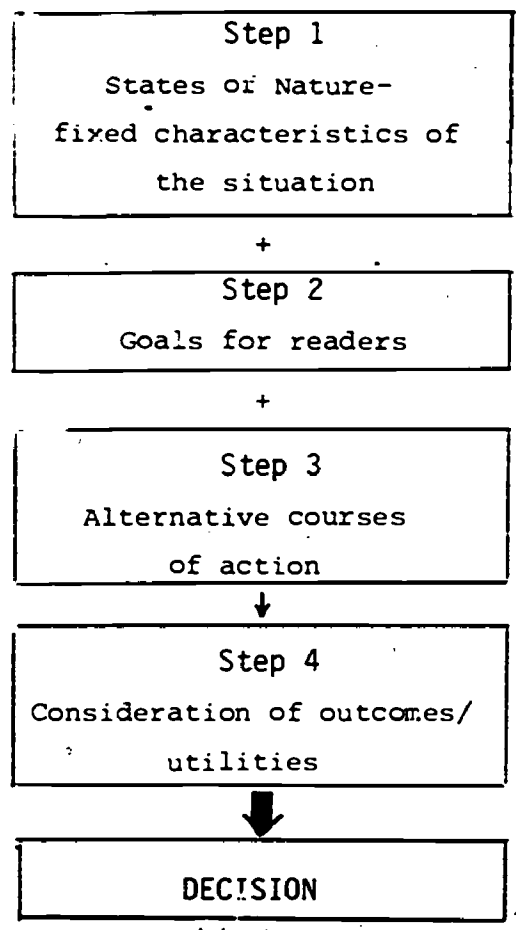 Step 1
States of Nature-
fixed characteristics of
the situation
+
Step 2
Goals for readers
+
Step 3
Alternative courses
of action
Step 4
Consideration of outcomes/
utilities
DECISION